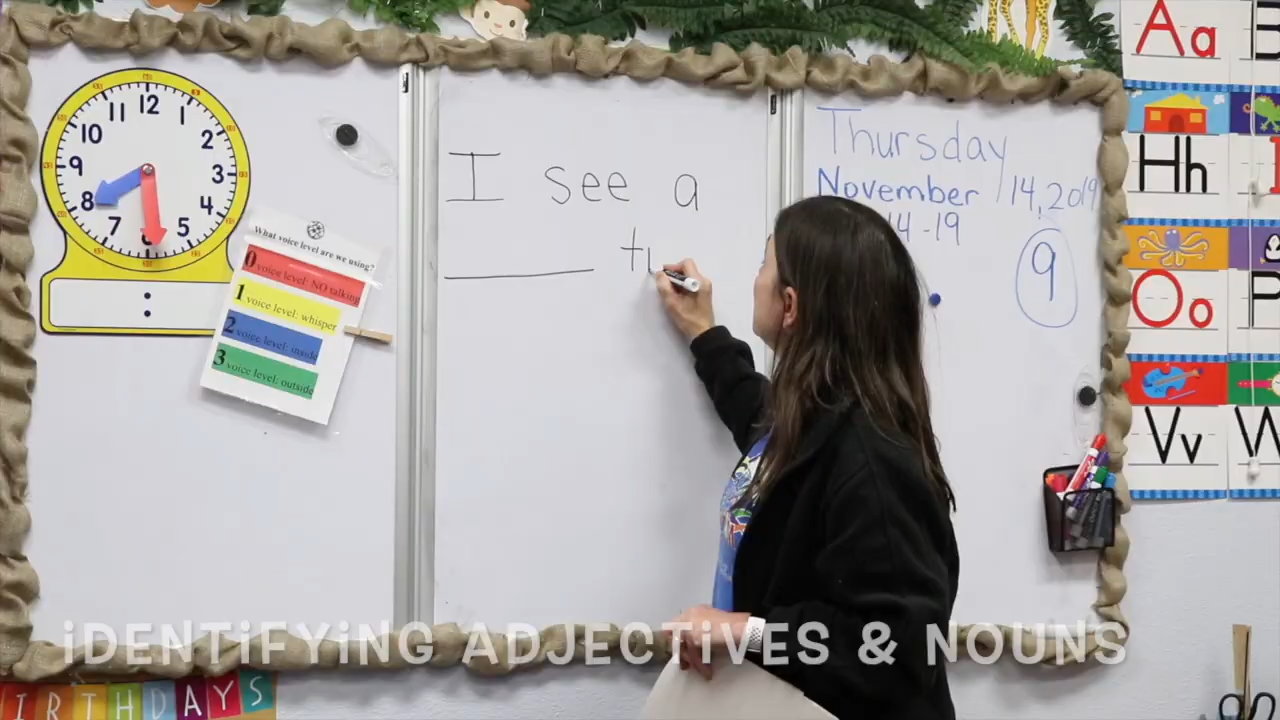 12
11
1
10
2
9
3
8
4
7
5
6
:
What voice level are we using?
0 voice level: NO talking
1 voice level: whisper
2 voice level: inside
3 voice level: outside
I see a
Thursday
November 14, 2019
14-19
9
Aa
Hh
Oo
P
Vv
W
iDENTiFYiNG ADJECTiVES & NOUNS
BIRTHDAYS